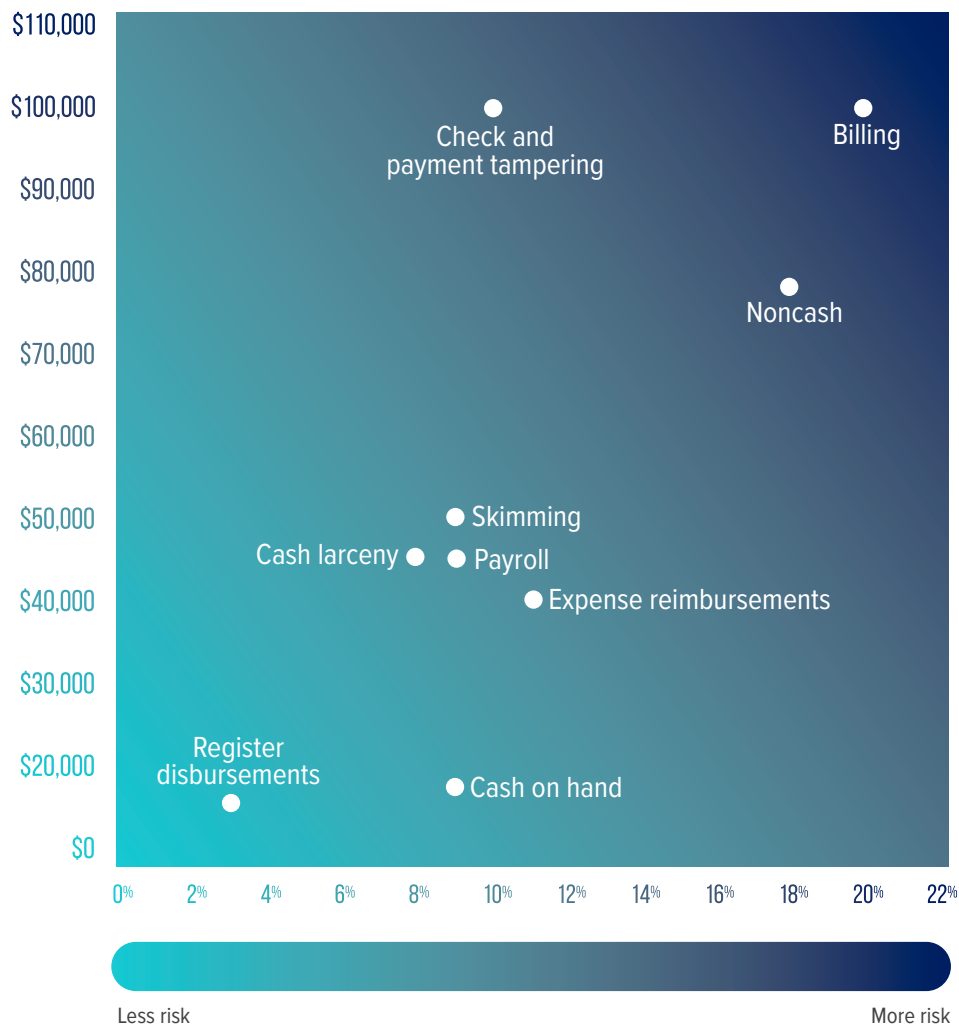 $110,000
$100,000
Check and
payment tampering
Billing
$90,000
$80,000
Noncash
$70,000
$60,000
$50,000
Skimming
Cash larceny
Payroll
$40,000
Expense reimbursements
$30,000
Register
disbursements
$20,000
Cash on hand
$0
0% 2% 4% 6% 8% 10% 12% 14% 16% 18% 20% 22%
Less risk
More risk